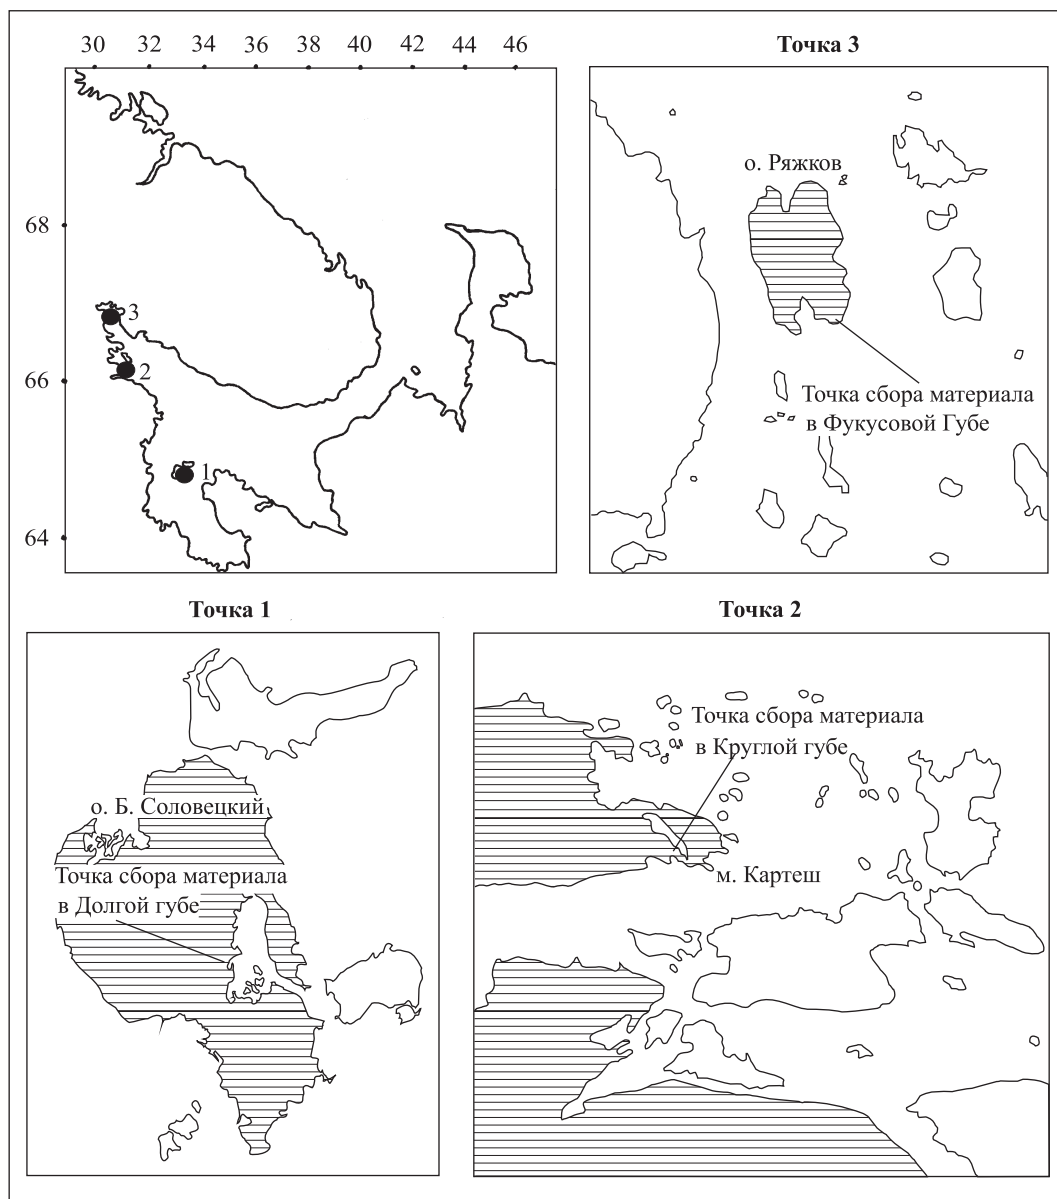 30 32 34 36 38 40 42 44 46
68
66
64
3
2
1
Точка 3
о. Ряжков
Точка сбора материала
в Фукусовой Губе
Точка 1
о. Б. Соловецкий
Точка сбора материала
в Долгой губе
Точка 2
Точка сбора материала
в Круглой губе
м. Картеш